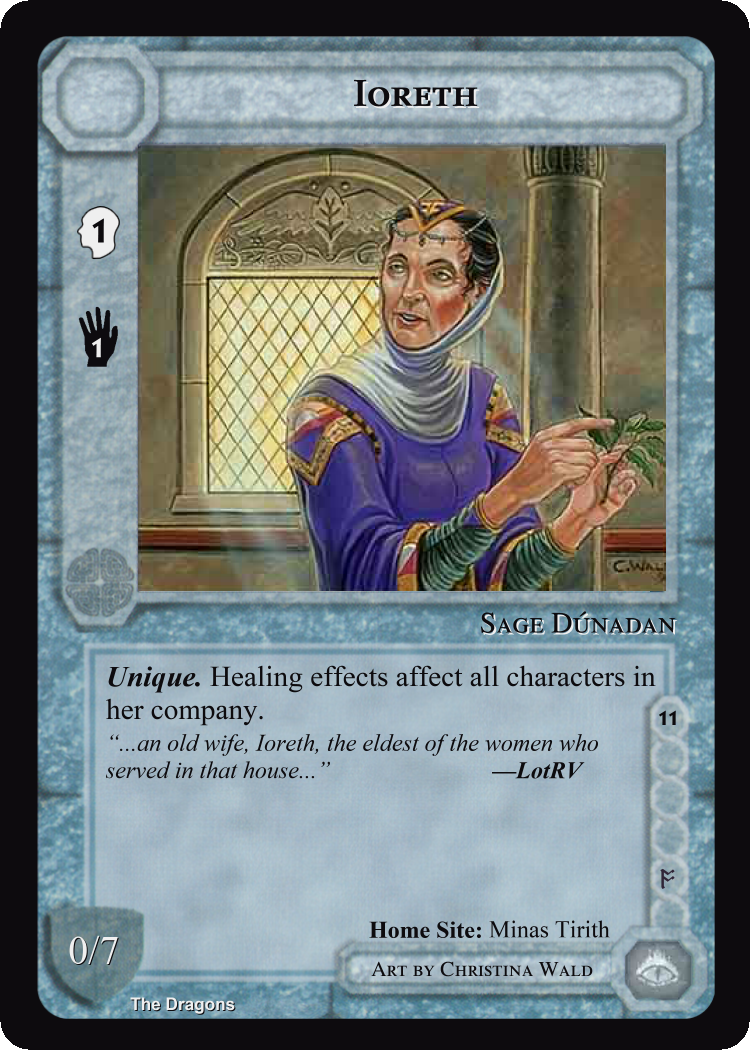 Ioreth
1
1
C. WAL
Sage Dúnadan
Unique. Healing effects affect all characters in
her company.
“...an old wife, Ioreth, the eldest of the women who
served in that house...” —LotRV
11
ᚩ
Home Site: Minas Tirith
0/7
Art by Christina Wald
The Dragons